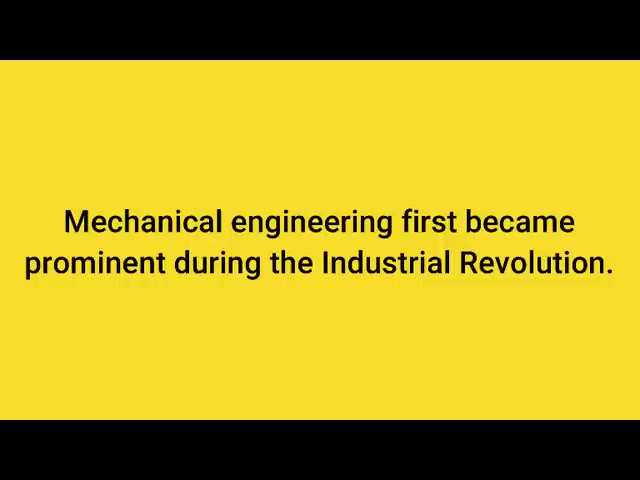 Mechanical engineering first became
prominent during the Industrial Revolution.